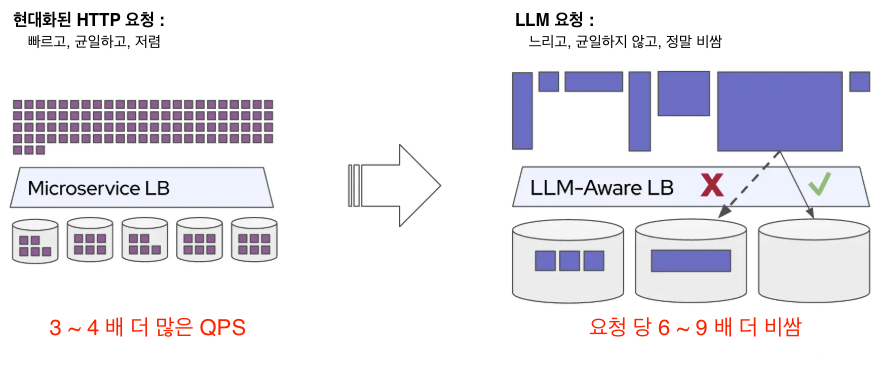 현대화된 HTTP 요청 :
빠르고, 균일하고, 저렴
Microservice LB
3 ~ 4 배 더 많은 QPS
LLM 요청 :
느리고, 균일하지 않고, 정말 비쌈
LLM-Aware LB
요청 당 6 ~ 9 배 더 비쌈